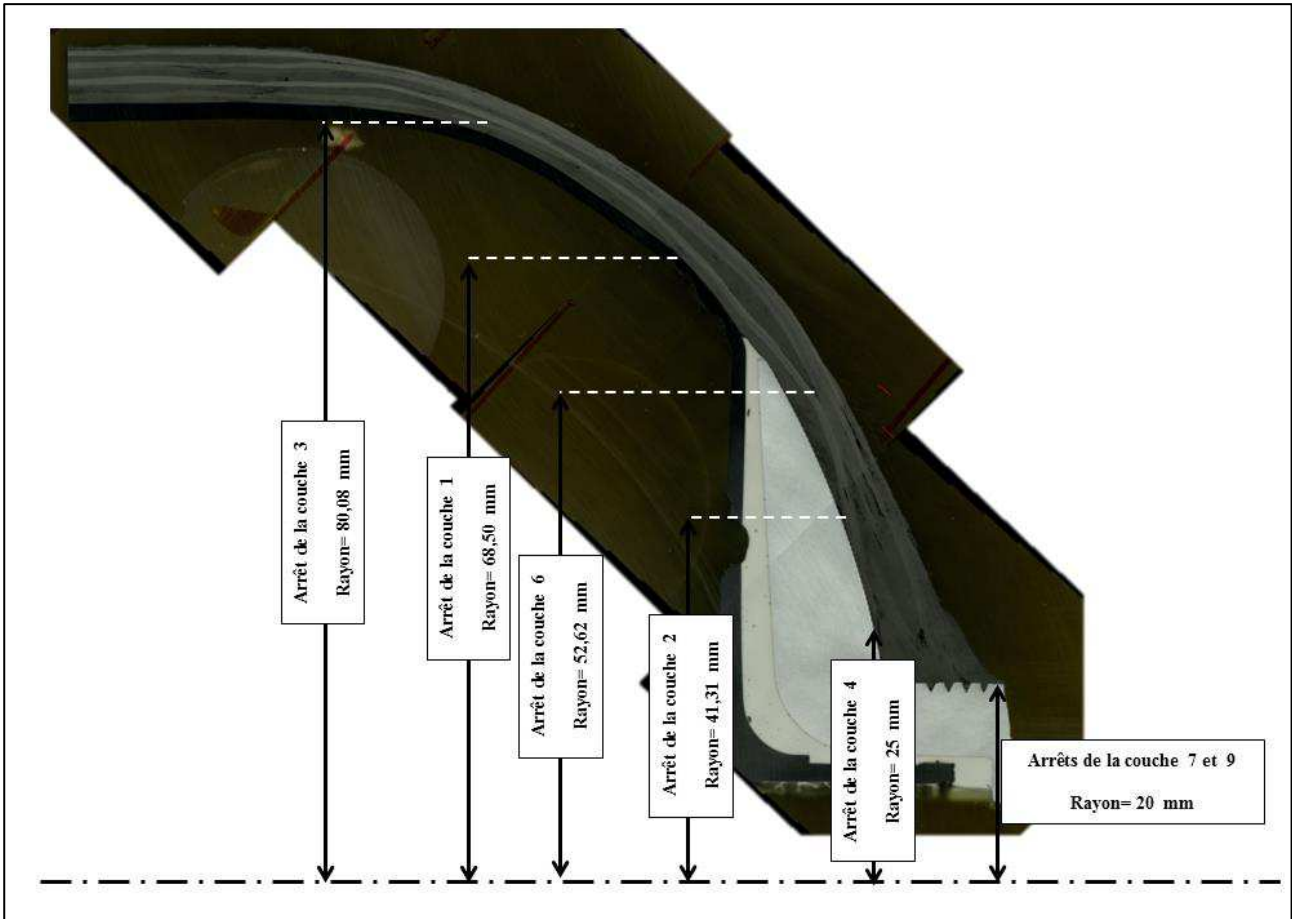 Arrêt de la couche 3
Rayon= 80,08 mm
Arrêt de la couche 1
Rayon= 68,50 mm
Arrêt de la couche 6
Rayon= 52,62 mm
Arrêt de la couche 2
Rayon= 41,31 mm
Arrêt de la couche 4
Rayon= 25 mm
Arrêts de la couche 7 et 9
Rayon= 20 mm